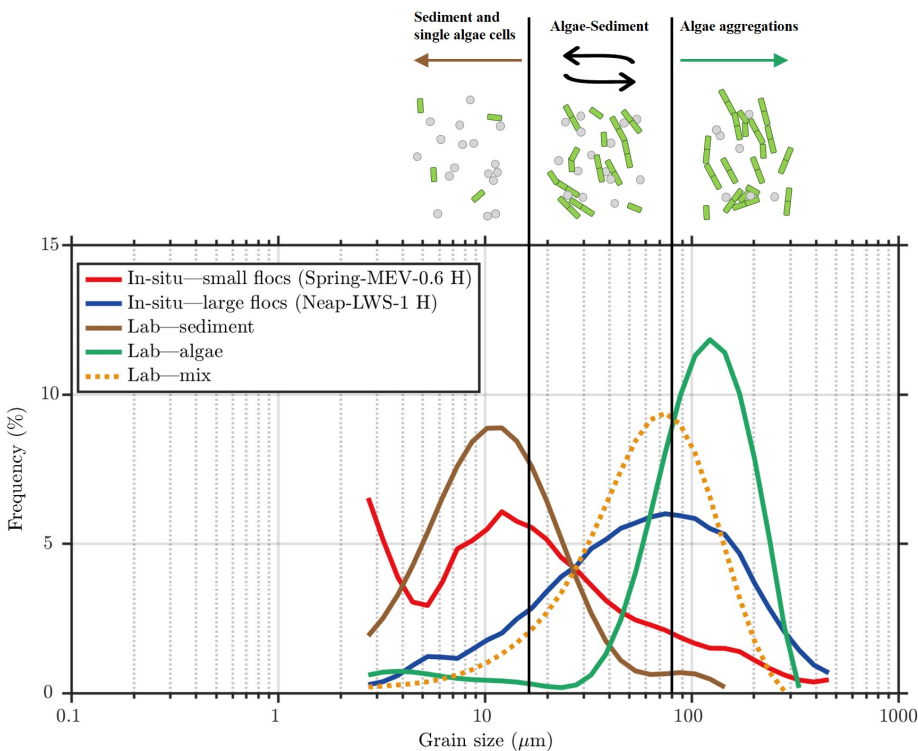 Sediment and
single algae cells
Algae-Sediment
Algae aggregations
15
10
5
0
Frequency (%)
In-situ—small flocs (Spring-MEV-0.6 H)
In-situ—large flocs (Neap-LWS-1 H)
Lab—sediment
Lab—algae
Lab—mix
0.1
1
10
100
1000
Grain size (μm)